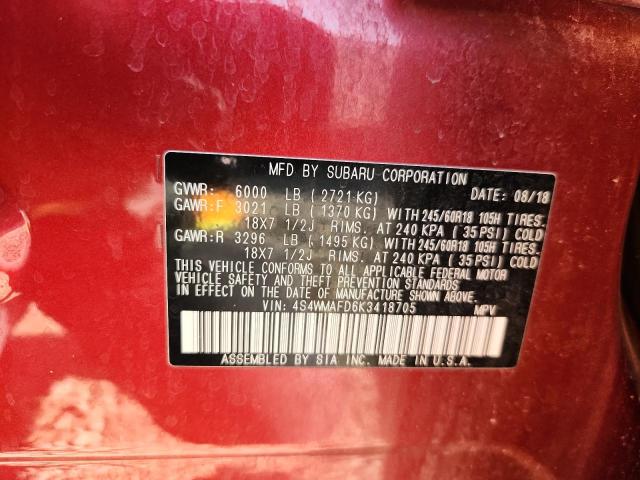 MFD BY SUBARU CORPORATION
GVWR: 6000 LB ( 2721 KG) DATE: 08/18
GAWR:F 3021 LB ( 1370 KG) WITH 245/60R18 105H TIRES.
18X7 1/2J RIMS. AT 240 KPA ( 35 PSI) COLD
GAWR:R 3296 LB ( 1495 KG) WITH 245/60R18 105H TIRES.
18X7 1/2J RIMS. AT 240 KPA ( 35 PSI) COLD
THIS VEHICLE CONFORMS TO ALL APPLICABLE FEDERAL MOTOR
VEHICLE SAFETY AND THEFT PREVENTION STANDARDS
IN EFFECT ON THE DATE OF MANUFACTURE SHOWN ABOVE.
VIN: 4S4WMAFD6K3418705 MPV
ASSEMBLED BY SIA INC. MADE IN U.S.A.